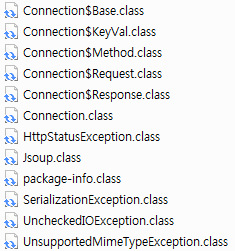 Connection$Base.class
Connection$KeyVal.class
Connection$Method.class
Connection$Request.class
Connection$Response.class
Connection.class
HttpStatusException.class
Jsoup.class
package-info.class
SerializationException.class
UncheckedIOException.class
UnsupportedMimeTypeException.class